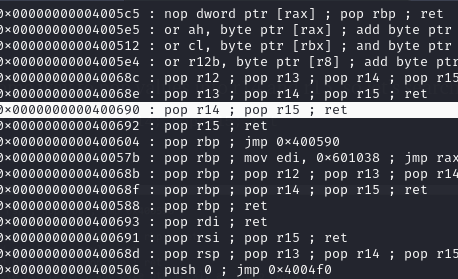 0×00000000004005c5 : nop dword ptr [rax] ; pop rbp ; ret
0×00000000004005e5 : or ah, byte ptr [rax] ; add byte ptr
0×0000000000400512 : or cl, byte ptr [rbx] ; and byte ptr
0×00000000004005e4 : or r12b, byte ptr [r8] ; add byte ptr
0×000000000040068c : pop r12 ; pop r13 ; pop r14 ; pop r15
0×000000000040068e : pop r13 ; pop r14 ; pop r15 ; ret
0×0000000000400690 : pop r14 ; pop r15 ; ret
0×0000000000400692 : pop r15 ; ret
0×0000000000400604 : pop rbp ; jmp 0×400590
0×000000000040057b : pop rbp ; mov edi, 0×601038 ; jmp rax
0×000000000040068b : pop rbp ; pop r12 ; pop r13 ; pop r14
0×000000000040068f : pop rbp ; pop r14 ; pop r15 ; ret
0×0000000000400588 : pop rbp ; ret
0×0000000000400693 : pop rdi ; ret
0×0000000000400691 : pop rsi ; pop r15 ; ret
0×000000000040068d : pop rsp ; pop r13 ; pop r14 ; pop r15
0×0000000000400506 : push 0 ; jmp 0×4004f0